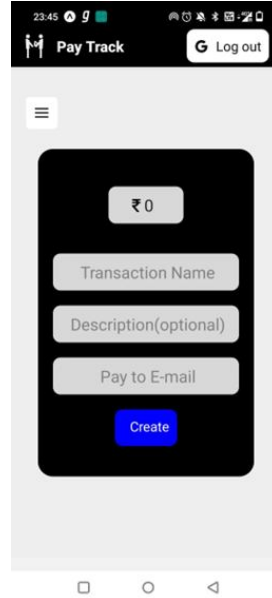 23:45
Pay Track
G Log out
₹ 0
Transaction Name
Description(optional)
Pay to E-mail
Create